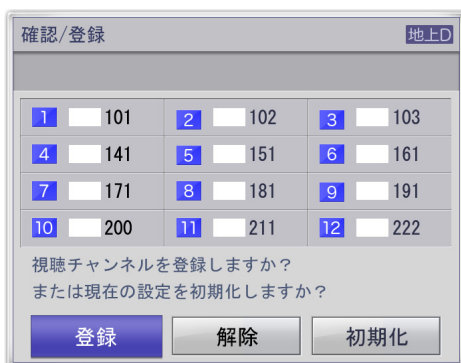 確認/登録 地上D
1 101 2 102 3 103
4 141 5 151 6 161
7 171 8 181 9 191
10 200 11 211 12 222
視聴チャンネルを登録しますか？
または現在の設定を初期化しますか？
登録 解除 初期化